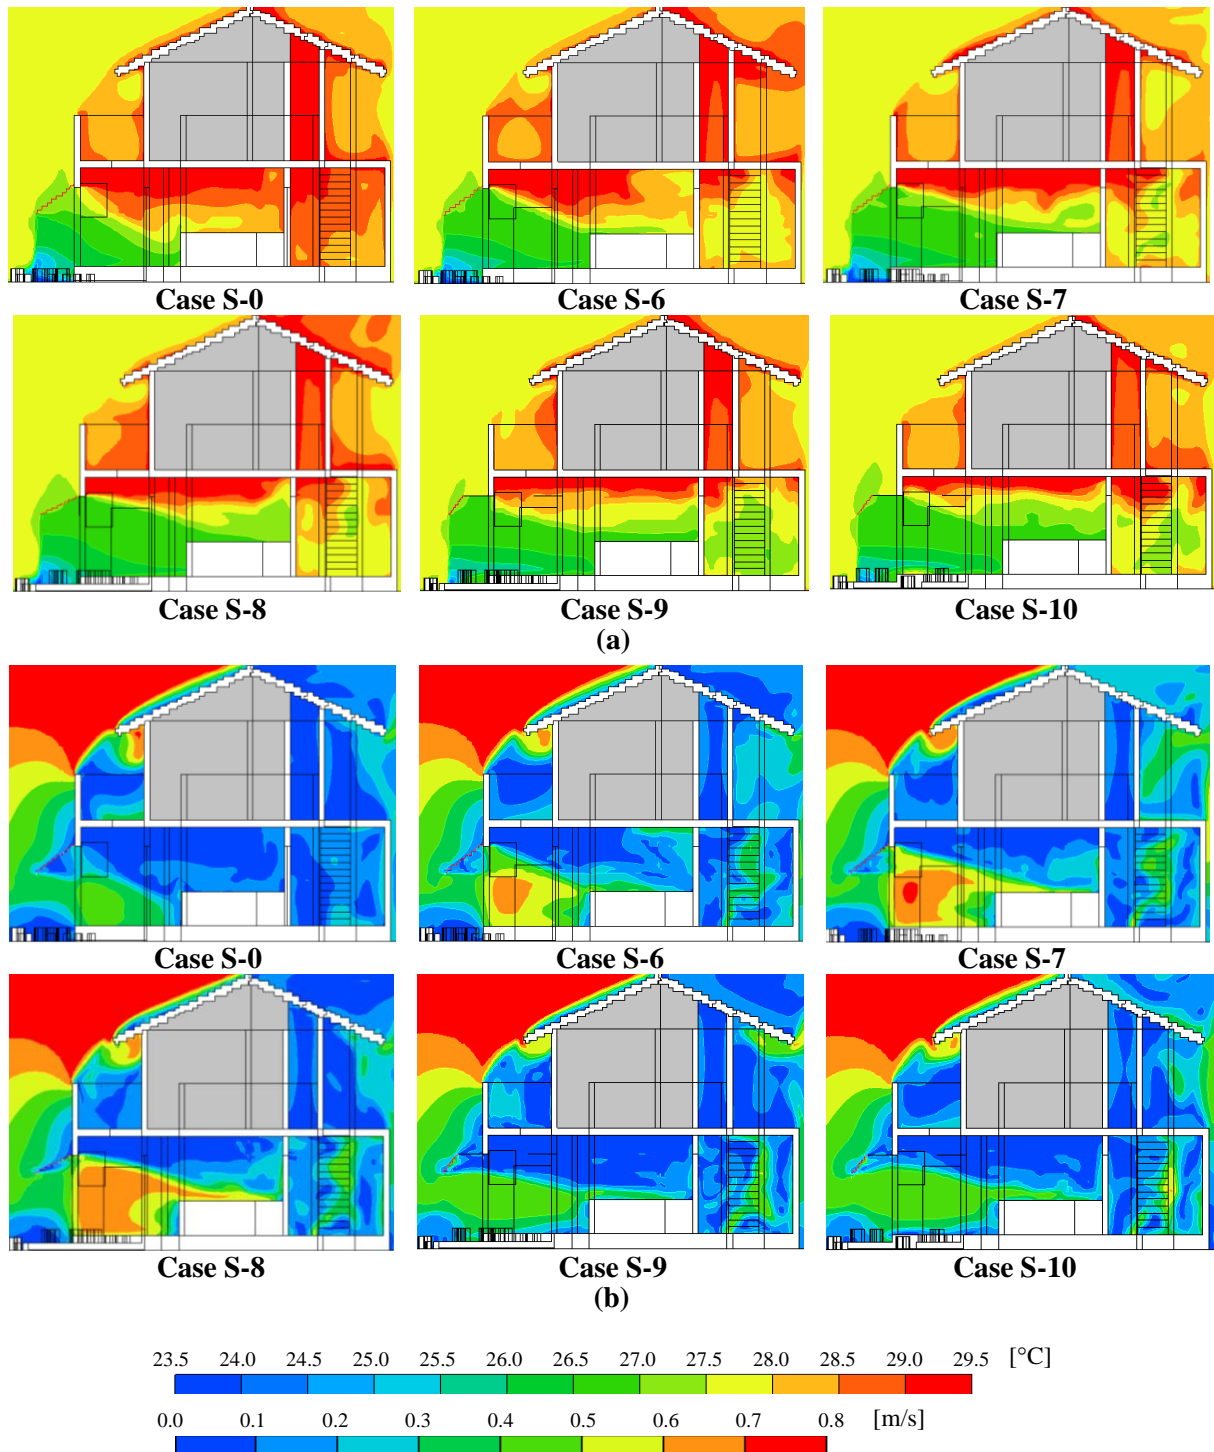 Case S-0 Case S-6 Case S-7
Case S-8 Case S-9 Case S-10
(a)
Case S-0 Case S-6 Case S-7
Case S-8 Case S-9 Case S-10
(b)
23.5 24.0 24.5 25.0 25.5 26.0 26.5 27.0 27.5 28.0 28.5 29.0 29.5 [°C]
0.0 0.1 0.2 0.3 0.4 0.5 0.6 0.7 0.8 [m/s]